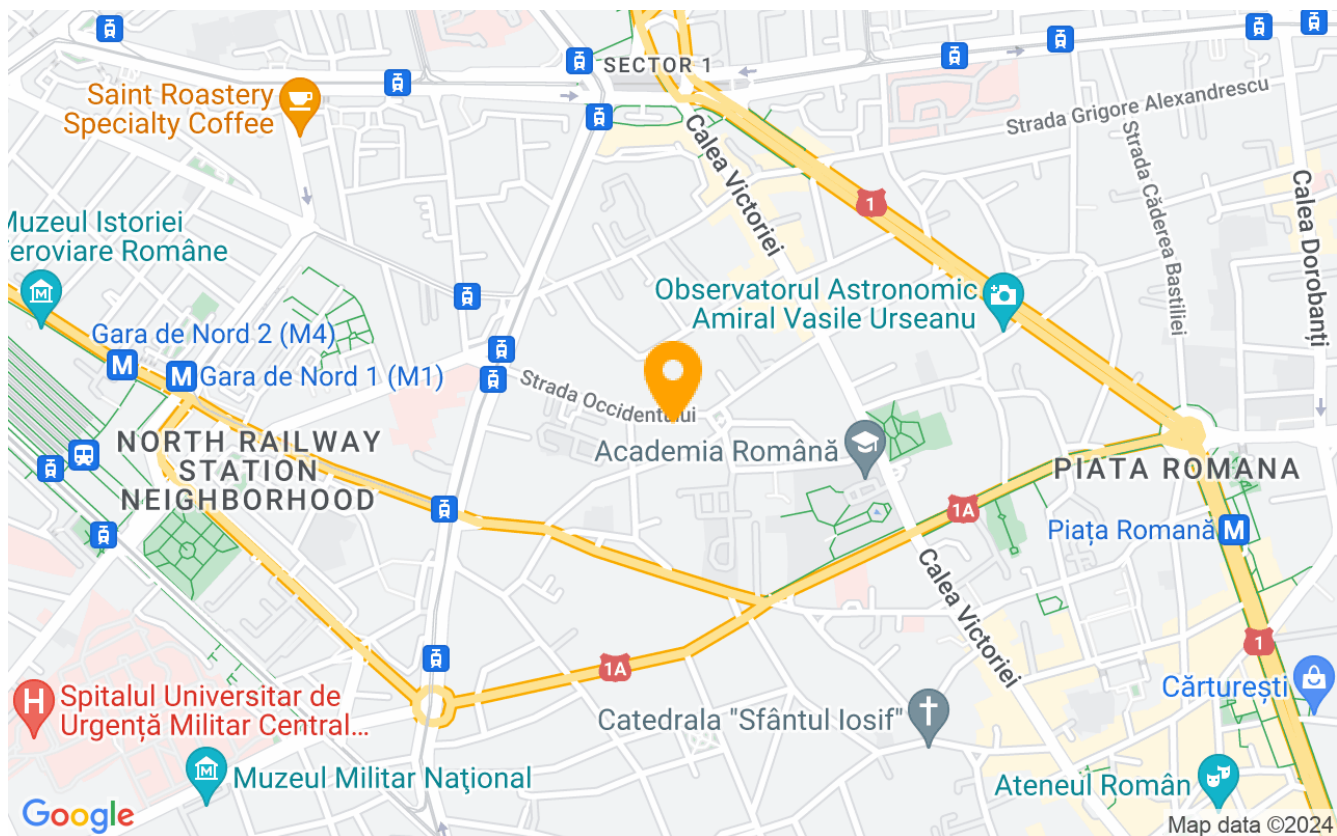 SECTOR 1
Saint Roastery
Specialty Coffee
Strada Grigore Alexandrescu
Calea Victoriei
Strada Căderea Bastiliei
Calea Dorobanți
1
Muzeul Istoriei
Feroviare Române
Observatorul Astronomic
Amiral Vasile Urseanu
Gara de Nord 2 (M4)
M
M
Gara de Nord 1 (M1)
Strada Occidentului
NORTH RAILWAY
STATION
NEIGHBORHOOD
Academia Română
PIATA ROMANA
1A
Piața Romană
M
Calea Victoriei
1A
1
H
Spitalul Universitar de
Urgență Militar Central...
Catedrala "Sfântul Iosif"
Cărturești
Muzeul Militar Național
Ateneul Român
Google
Map data ©2024